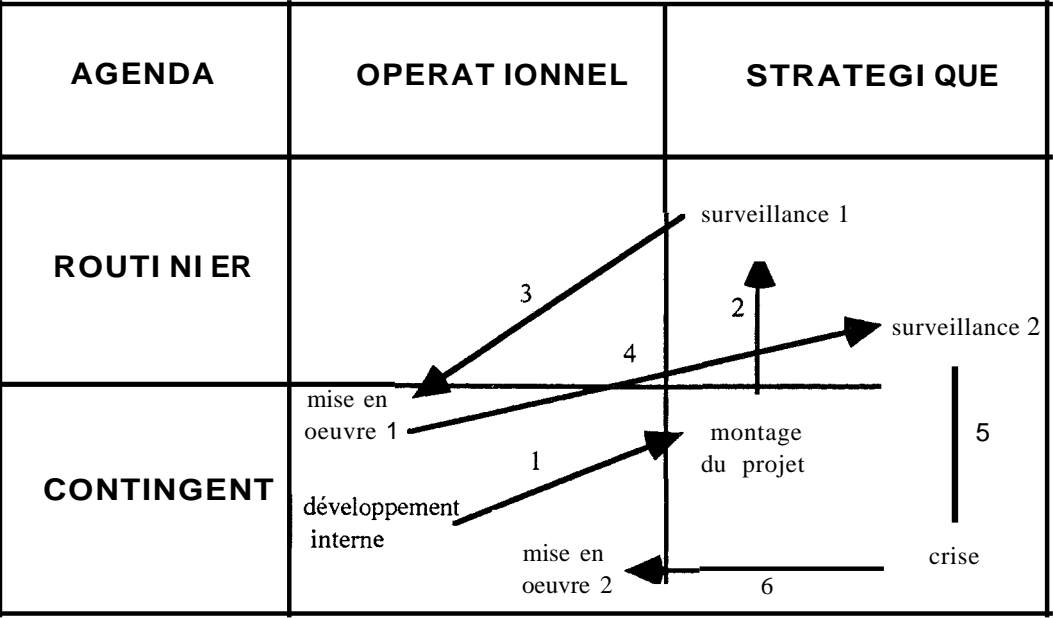 AGENDA
OPERAT IONNEL
STRATEGI QUE
ROUTI NI ER
surveillance 1
3
2
surveillance 2
4
mise en
oeuvre 1
CONTINGENT
montage
du projet
5
1
développement
interne
mise en
oeuvre 2
crise
6